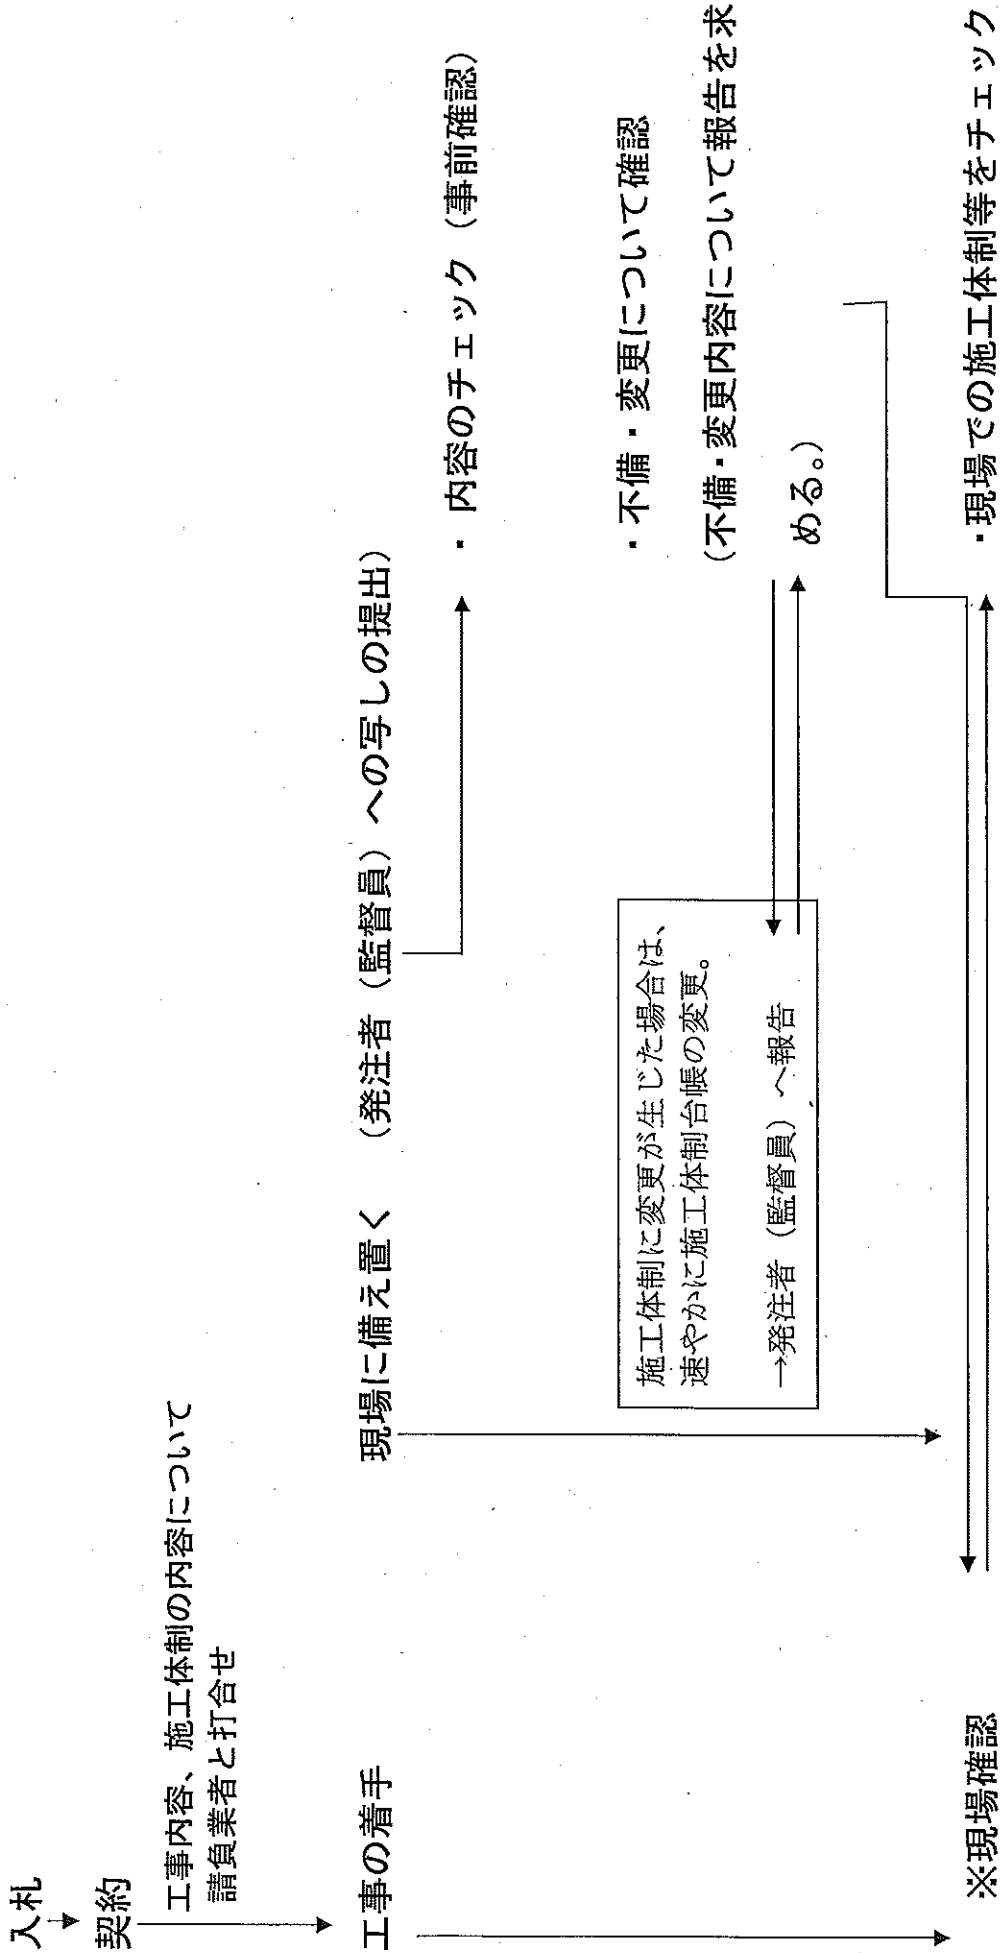 入札
契約
工事内容、施工体制の内容について
請負業者と打合せ
工事の着手
現場に備え置く （発注者（監督員）への写しの提出）
・ 内容のチェック（事前確認）
施工体制に変更が生じた場合は、
速やかに施工体制台帳の変更。
→発注者（監督員）へ報告
・不備・変更について確認
（不備・変更内容について報告を求
める。）
※現場確認
・現場での施工体制等をチェック